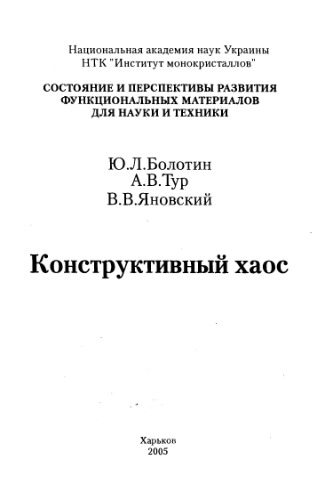 Национальная академия наук Украины
НТК "Институт монокристаллов"
СОСТОЯНИЕ И ПЕРСПЕКТИВЫ РАЗВИТИЯ
ФУНКЦИОНАЛЬНЫХ МАТЕРИАЛОВ
ДЛЯ НАУКИ И ТЕХНИКИ
Ю.Л.Болотин
А.В.Тур
В.В.Яновский
Конструктивный хаос
Харьков
2005